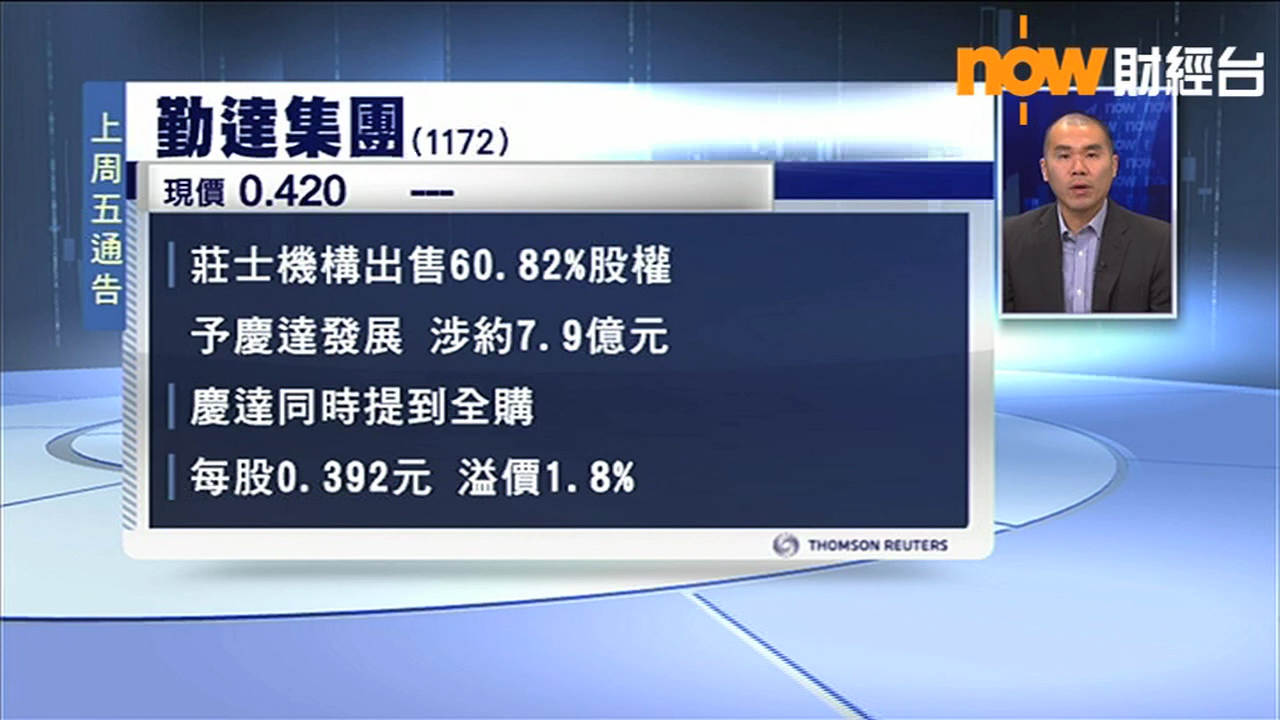 now 財經台
上周五通告
勤達集團(1172)
現價 0.420 ---
莊士機構出售60.82%股權
予慶達發展 涉約7.9億元
慶達同時提到全購
每股0.392元 溢價1.8%
THOMSON REUTERS